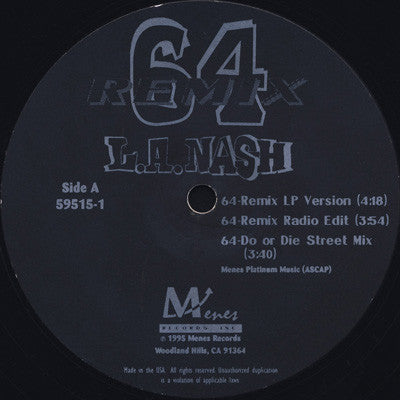 64
REMIX
L.A.NASH
Side A
59515-1
64-Remix LP Version (4:18)
64-Remix Radio Edit (3:54)
64-Do or Die Street Mix
(3:40)
Menes Platinum Music (ASCAP)
Menes
RECORDS INC
© 1995 Menes Records
Woodland Hills, CA 91364
Made in the USA. All rights reserved. Unauthorized duplication
is a violation of applicable laws